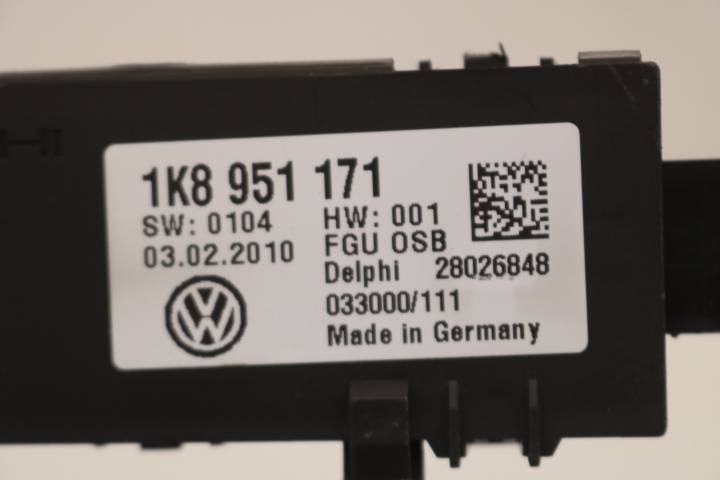 1K8 951 171
SW: 0104 HW: 001
03.02.2010 FGU OSB
Delphi 28026848
033000/111
Made in Germany